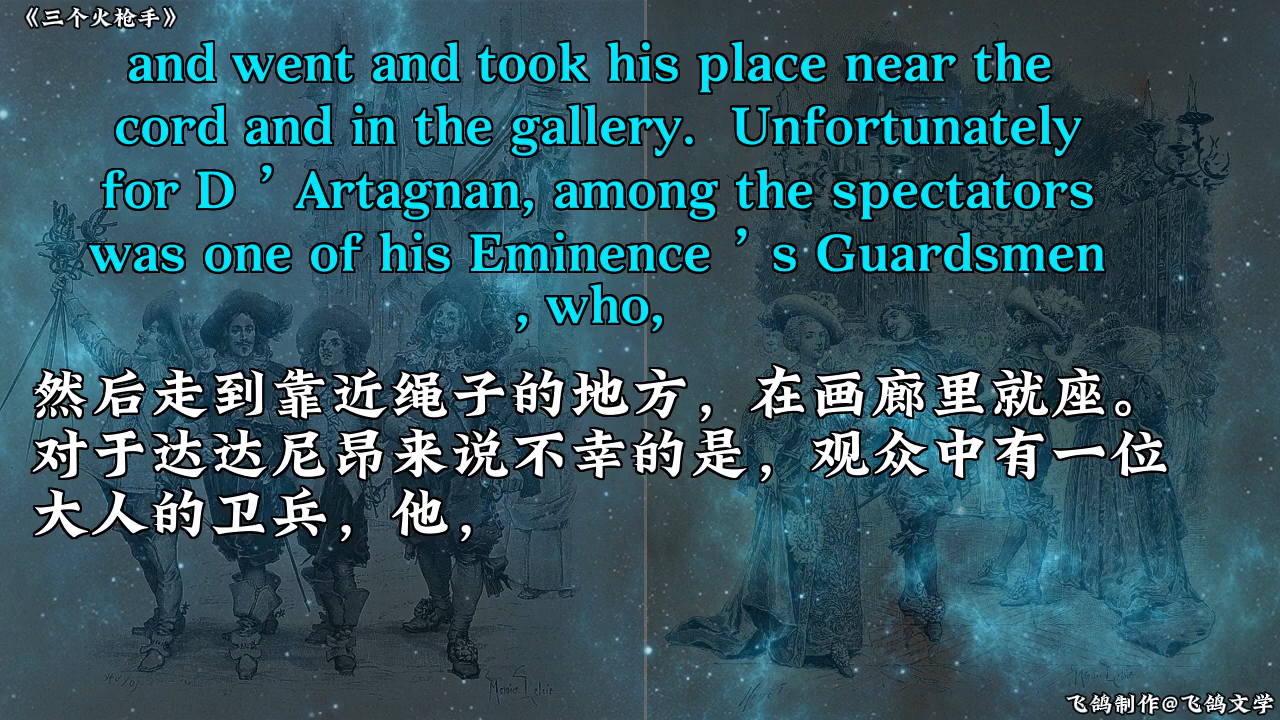 《三个火枪手》
and went and took his place near the
cord and in the gallery. Unfortunately
for D ’ Artagnan, among the spectators
was one of his Eminence ’ s Guardsmen
, who,
然后走到靠近绳子的地方，在画廊里就座。
对于达达尼昂来说不幸的是，观众中有一位
大人的卫兵，他，
飞鸽制作@飞鸽文学